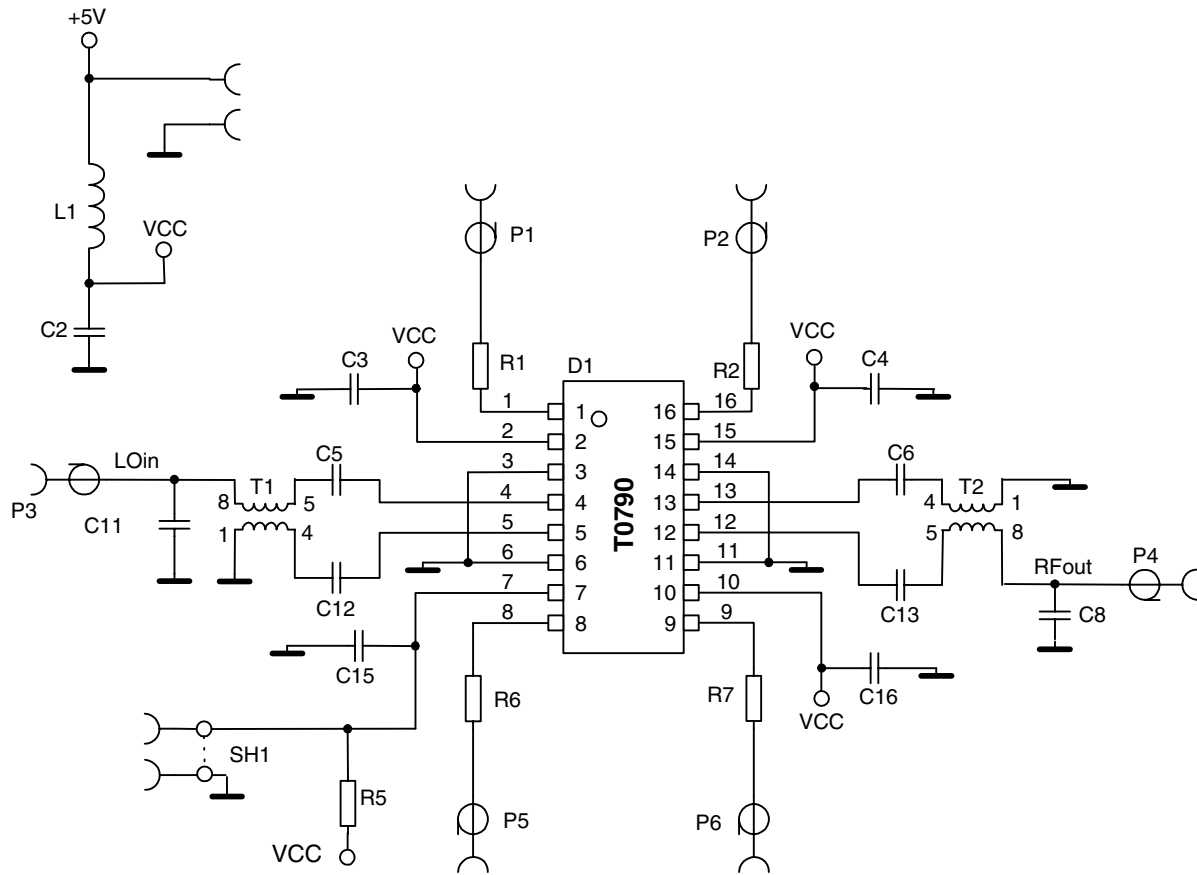 +5V
L1
VCC
C2
P1
P2
VCC
VCC
C3
R1
D1
R2
C4
1
1
16
16
2
2
15
15
LOin
C5
3
3
14
14
C6
P3
T1
8
5
4
4
13
13
4
T2
1
C11
1
4
5
5
12
12
5
8
T0790
6
6
11
11
RFout
P4
C12
7
7
10
10
C13
C8
8
8
9
9
C15
R6
R7
C16
VCC
SH1
R5
P5
P6
VCC